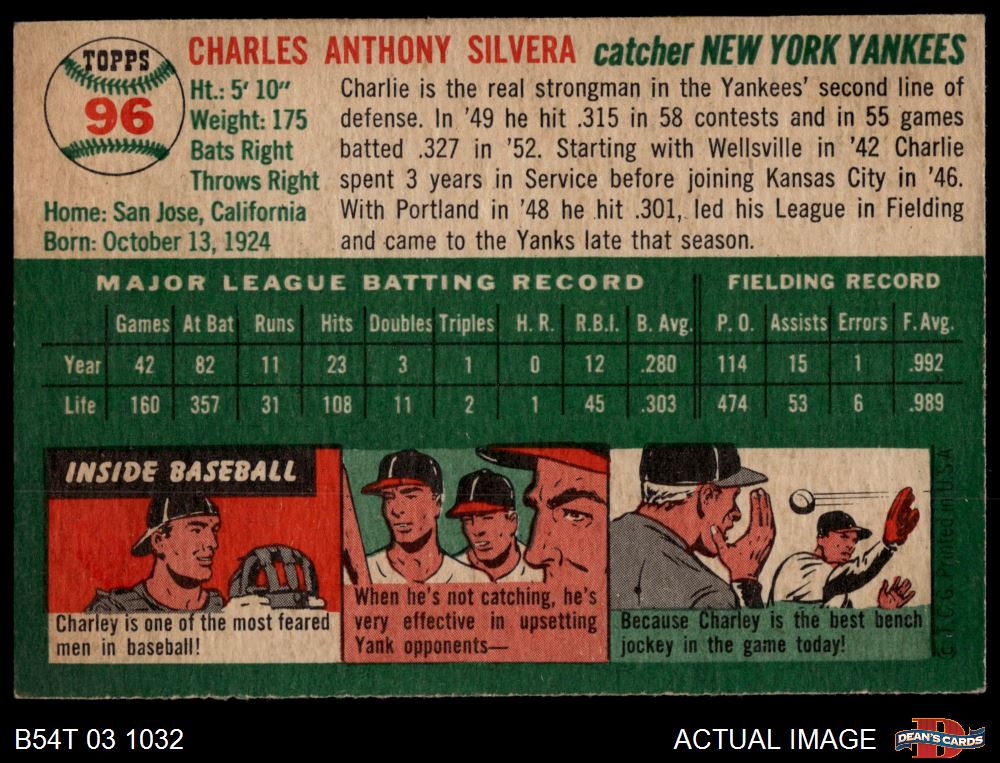 TOPPS
96
CHARLES ANTHONY SILVERA catcher NEW YORK YANKEES
Ht.: 5' 10"
Weight: 175
Bats Right
Throws Right
Home: San Jose, California
Born: October 13, 1924
Charlie is the real strongman in the Yankees' second line of
defense. In '49 he hit .315 in 58 contests and in 55 games
batted .327 in '52. Starting with Wellsville in '42 Charlie
spent 3 years in Service before joining Kansas City in '46.
With Portland in '48 he hit .301, led his League in Fielding
and came to the Yanks late that season.
MAJOR LEAGUE BATTING RECORD FIELDING RECORD
Games At Bat Runs Hits Doubles Triples H. R. R.B.I. B. Avg. P. O. Assists Errors F. Avg.
Year 42 82 11 23 3 1 0 12 .280 114 15 1 .992
Life 160 357 31 108 11 2 1 45 .303 474 53 6 .989
INSIDE BASEBALL
Charley is one of the most feared
men in baseball!
When he's not catching, he's
very effective in upsetting
Yank opponents—
Because Charley is the best bench
jockey in the game today!
© T. C. G. Printed in U.S.A
B54T 03 1032
ACTUAL IMAGE
DEAN'S CARDS